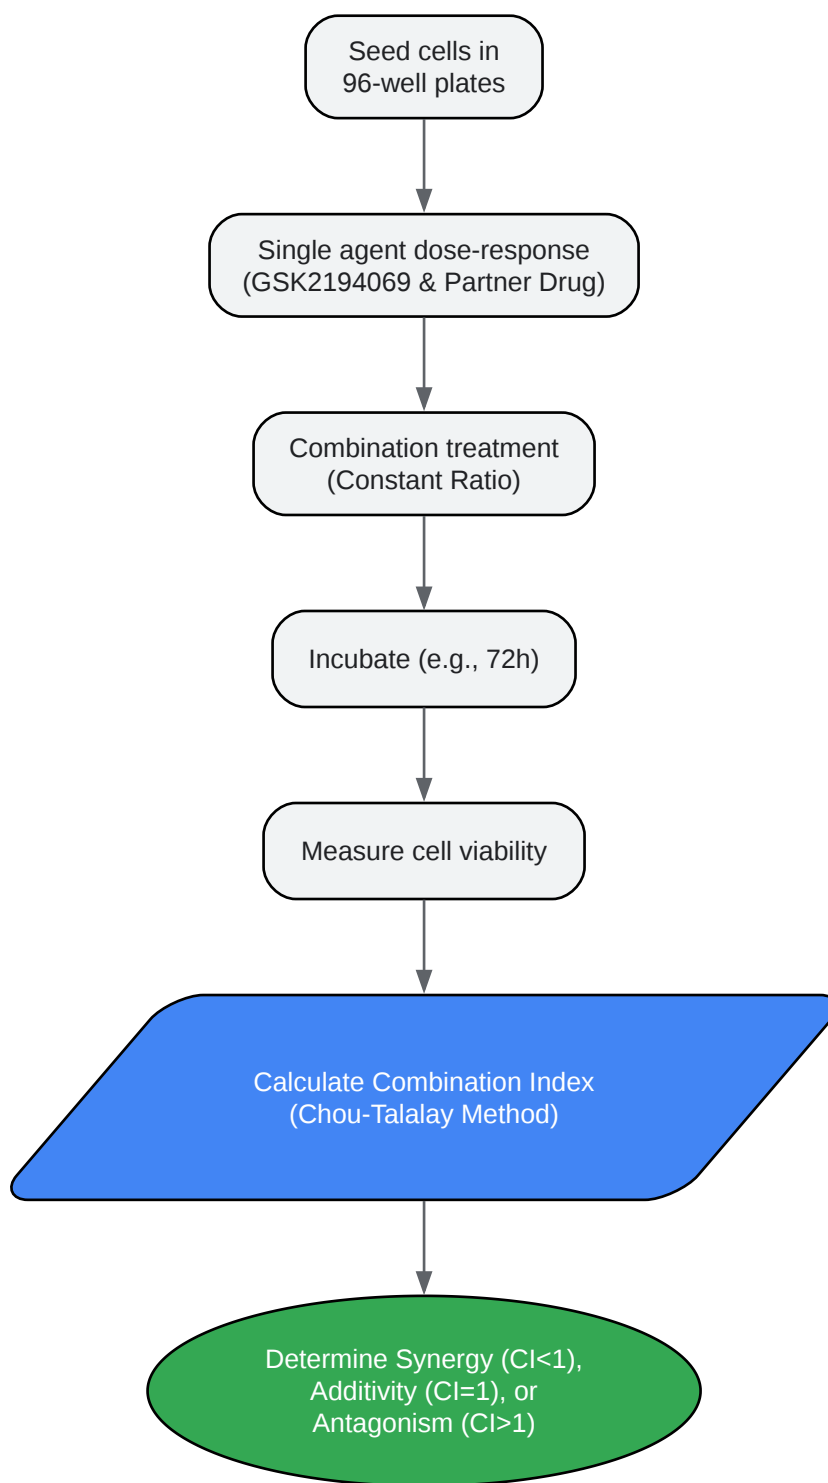 Seed cells in
96-well plates
Single agent dose-response
(GSK2194069 & Partner Drug)
Combination treatment
(Constant Ratio)
Incubate (e.g., 72h)
Measure cell viability
Calculate Combination Index
(Chou-Talalay Method)
Determine Synergy (CI<1),
Additivity (CI=1), or
Antagonism (CI>1)